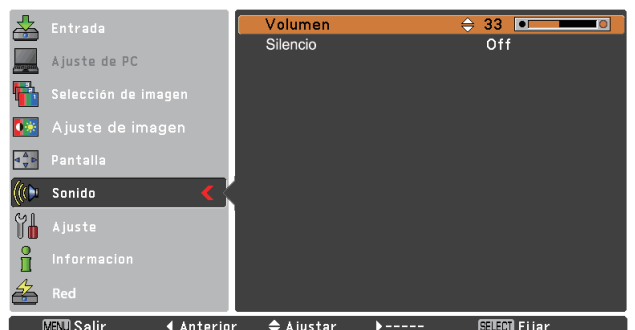 Entrada
Ajuste de PC
Selección de imagen
Ajuste de imagen
Pantalla
Sonido
Ajuste
Informacion
Red
Volumen 33
Silencio Off
MENU Salir Anterior Ajustar ----- SELECT Fijar